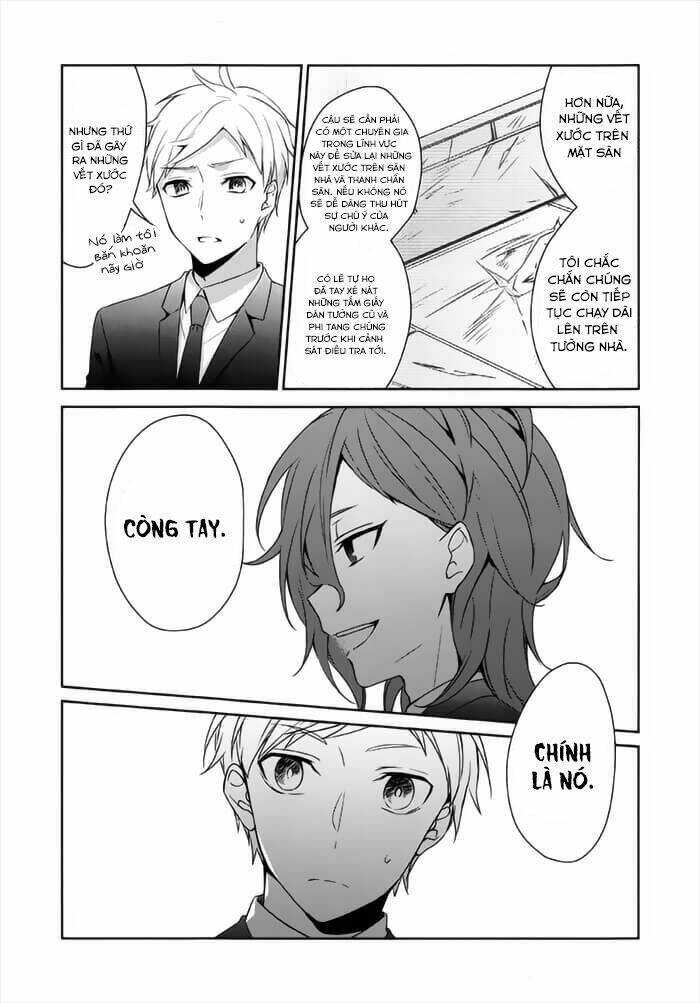 HƠN NỮA,
NHỮNG VẾT
XƯỚC TRÊN
MẶT SÀN
TÔI CHẮC
CHẮN CHÚNG
SẼ CÒN TIẾP
TỤC CHẠY DÀI
LÊN TRÊN
TƯỜNG NHÀ.
CẬU SẼ CẦN PHẢI
CÓ MỘT CHUYÊN GIA
TRONG LĨNH VỰC
NÀY ĐỂ SỬA LẠI NHỮNG
VẾT XƯỚC TRÊN SÀN
NHÀ VÀ THANH CHẮN
SÀN. NẾU KHÔNG NÓ
SẼ DỄ DÀNG THU HÚT
SỰ CHÚ Ý CỦA
NGƯỜI KHÁC.
CÓ LẼ TỰ HỌ
ĐÃ TAY XÉ NÁT
NHỮNG TẤM GIẤY
DÁN TƯỜNG CŨ VÀ
PHI TANG CHÚNG
TRƯỚC KHI CẢNH
SÁT ĐIỀU TRA TỚI.
NHƯNG THỨ
GÌ ĐÃ GÂY
RA NHỮNG
VẾT XƯỚC
ĐÓ?
Nó làm tôi
băn khoăn
nãy giờ
CÒNG TAY.
CHÍNH
LÀ NÓ.